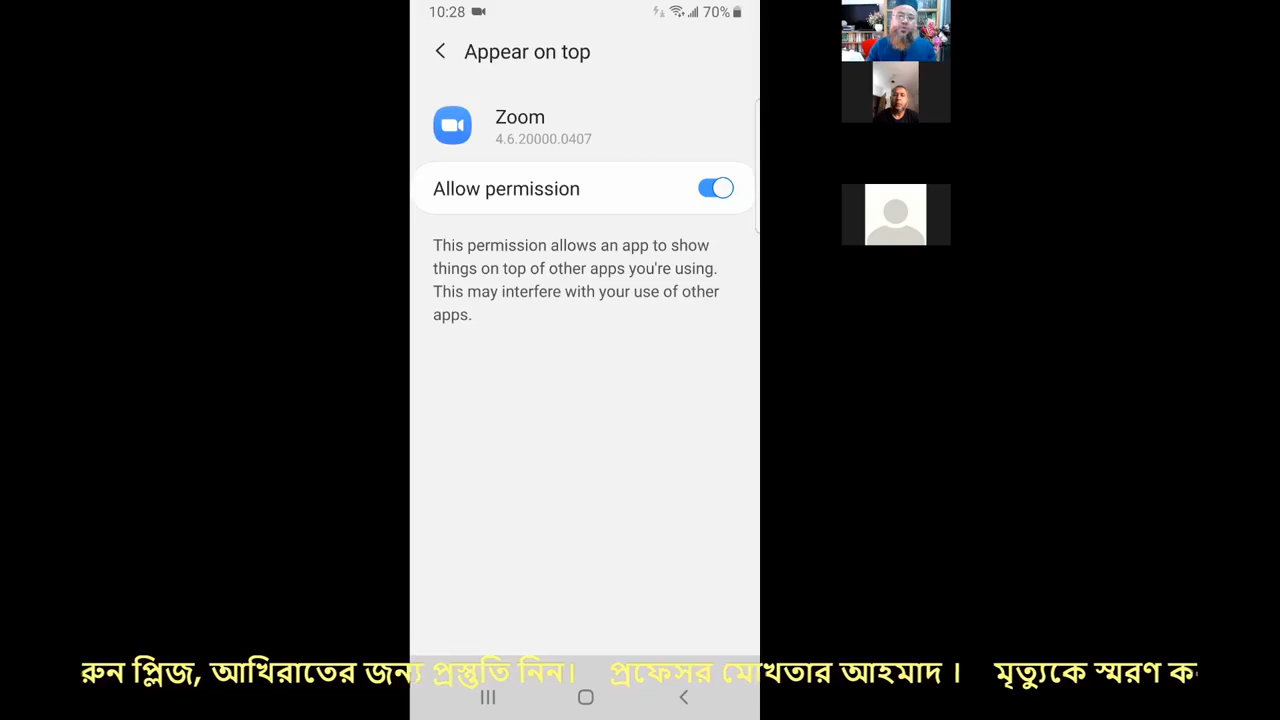 10:28 70%
Appear on top
Zoom
4.6.20000.0407
Allow permission
This permission allows an app to show
things on top of other apps you're using.
This may interfere with your use of other
apps.
রুন প্লিজ, আখিরাতের জন্য প্রস্তুতি নিন। প্রফেসর মোখতার আহমাদ । মৃত্যুকে স্মরণ ক